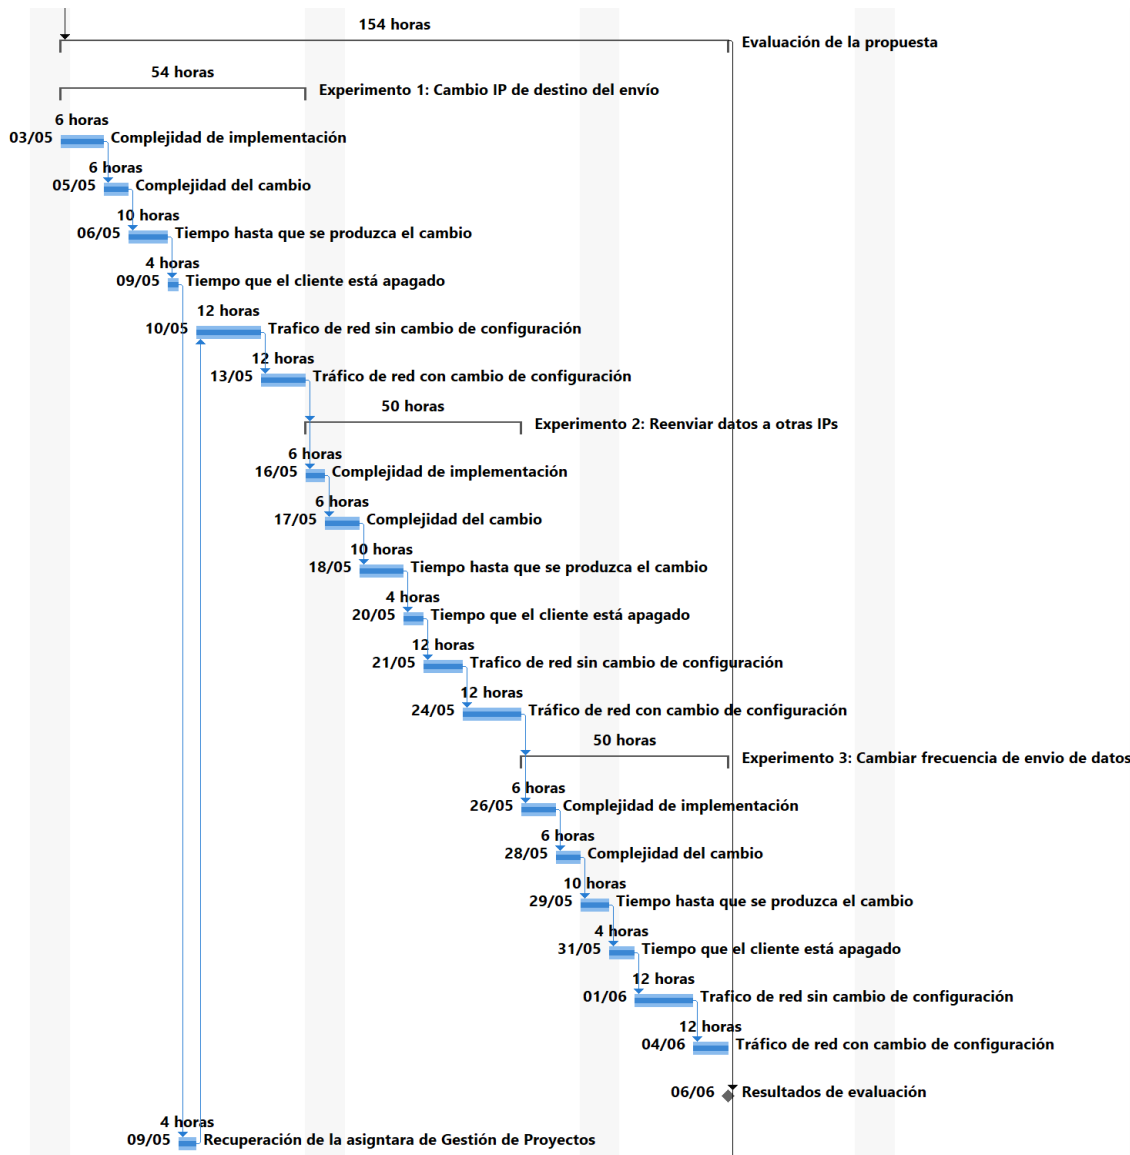 154 horas
Evaluación de la propuesta
54 horas
Experimento 1: Cambio IP de destino del envío
6 horas
03/05 Complejidad de implementación
6 horas
05/05 Complejidad del cambio
10 horas
06/05 Tiempo hasta que se produzca el cambio
4 horas
09/05 Tiempo que el cliente está apagado
12 horas
10/05 Trafico de red sin cambio de configuración
12 horas
13/05 Tráfico de red con cambio de configuración
50 horas
Experimento 2: Reenviar datos a otras IPs
6 horas
16/05 Complejidad de implementación
6 horas
17/05 Complejidad del cambio
10 horas
18/05 Tiempo hasta que se produzca el cambio
4 horas
20/05 Tiempo que el cliente está apagado
12 horas
21/05 Trafico de red sin cambio de configuración
12 horas
24/05 Tráfico de red con cambio de configuración
50 horas
Experimento 3: Cambiar frecuencia de envio de datos
6 horas
26/05 Complejidad de implementación
6 horas
28/05 Complejidad del cambio
10 horas
29/05 Tiempo hasta que se produzca el cambio
4 horas
31/05 Tiempo que el cliente está apagado
12 horas
01/06 Trafico de red sin cambio de configuración
12 horas
04/06 Tráfico de red con cambio de configuración
06/06 Resultados de evaluación
4 horas
09/05 Recuperación de la asigntara de Gestión de Proyectos